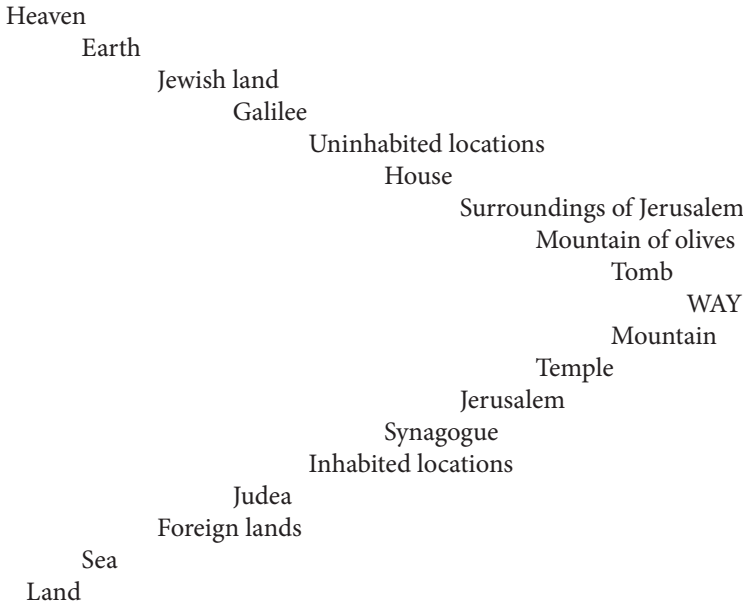 Heaven
Earth
Jewish land
Galilee
Uninhabited locations
House
Surroundings of Jerusalem
Mountain of olives
Tomb
WAY
Mountain
Temple
Jerusalem
Synagogue
Inhabited locations
Judea
Foreign lands
Sea
Land